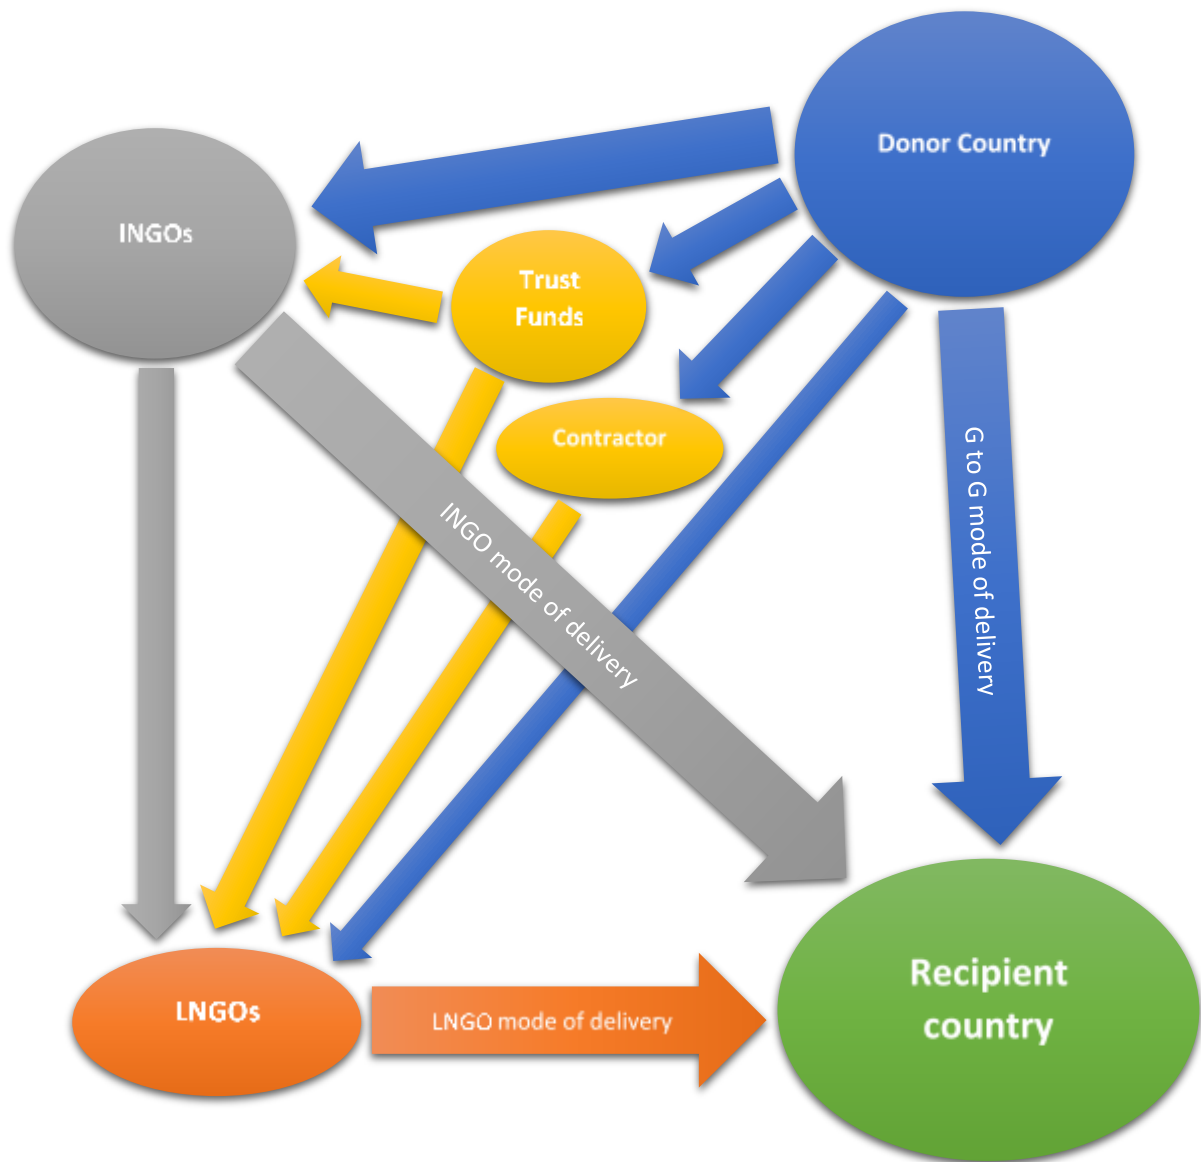 Donor Country
INGOs
Trust
Funds
Contractor
G to G mode of delivery
INGO mode of delivery
Recipient
country
LNGOs
LNGO mode of delivery